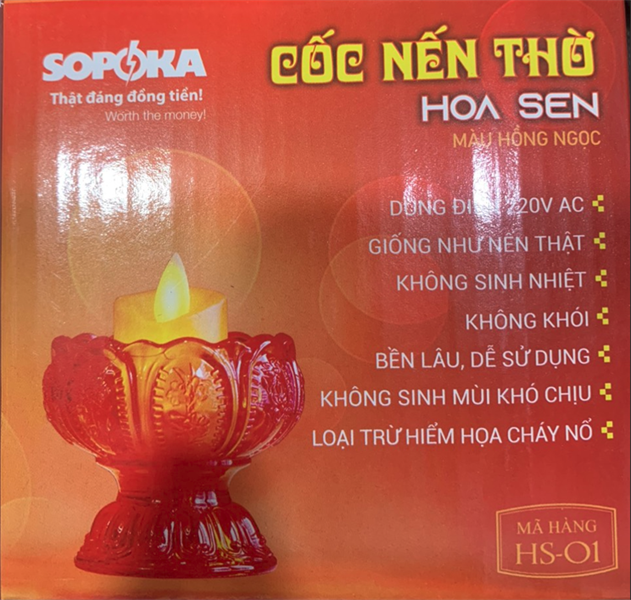 SOPOKA
Thật đáng đồng tiền!
Worth the money!
CỐC NẾN THỜ
HOA SEN
MÀU HỒNG NGỌC
DÙNG ĐIỆN 220V AC
GIỐNG NHƯ NẾN THẬT
KHÔNG SINH NHIỆT
KHÔNG KHÓI
BỀN LÂU, DỄ SỬ DỤNG
KHÔNG SINH MÙI KHÓ CHỊU
LOẠI TRỪ HIỂM HỌA CHÁY NỔ
MÃ HÀNG
HS-01